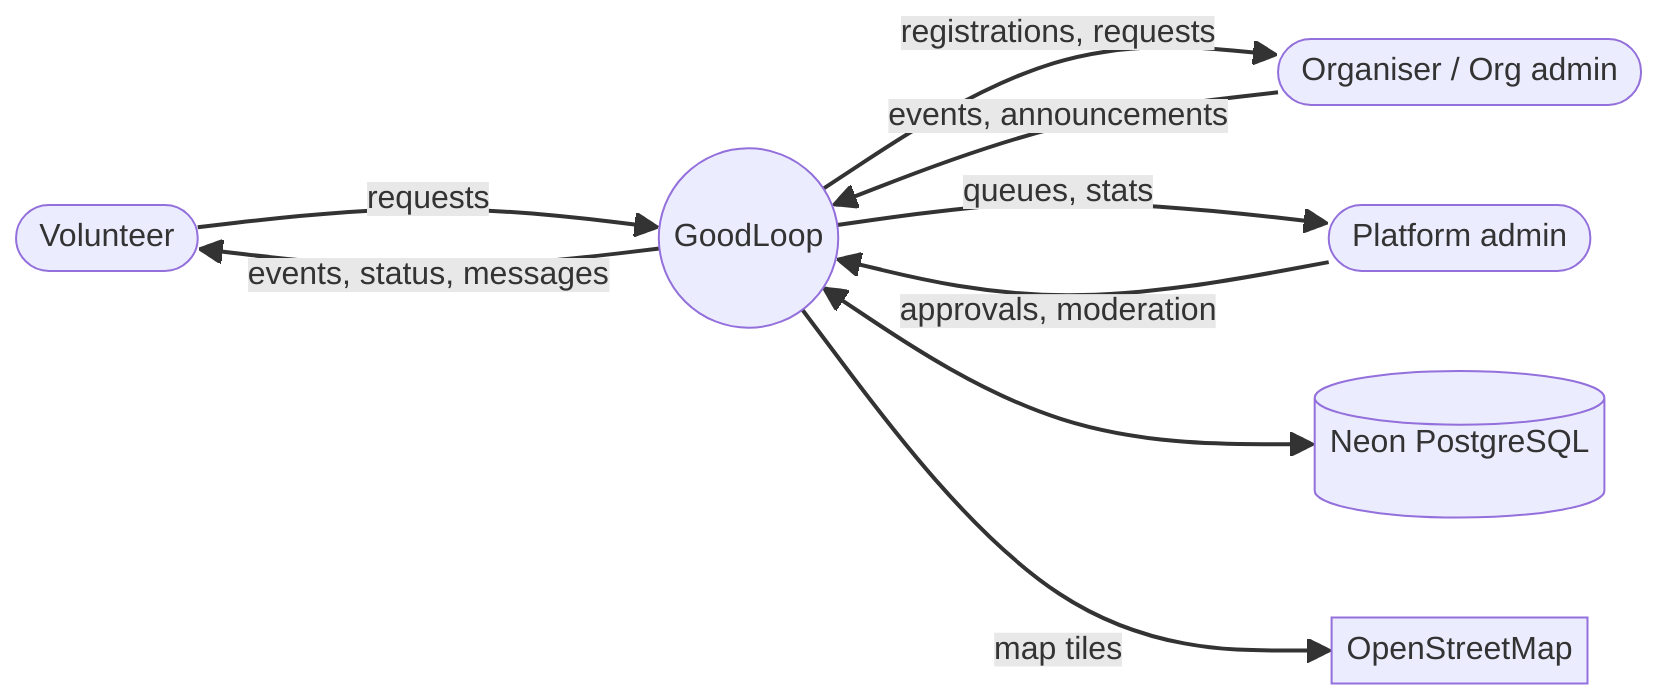 registrations, requests
Organiser / Org admin
events, announcements
queues, stats
requests
Volunteer
GoodLoop
Platform admin
events, status, messages
approvals, moderation
Neon PostgreSQL
map tiles
OpenStreetMap